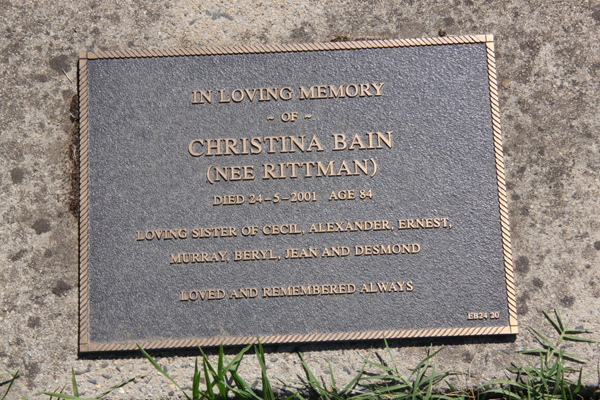 IN LOVING MEMORY
~ OF ~
CHRISTINA BAIN
(NEE RITTMAN)
DIED 24-5-2001 AGE 84
LOVING SISTER OF CECIL, ALEXANDER, ERNEST,
MURRAY, BERYL, JEAN AND DESMOND
LOVED AND REMEMBERED ALWAYS
EB24 20